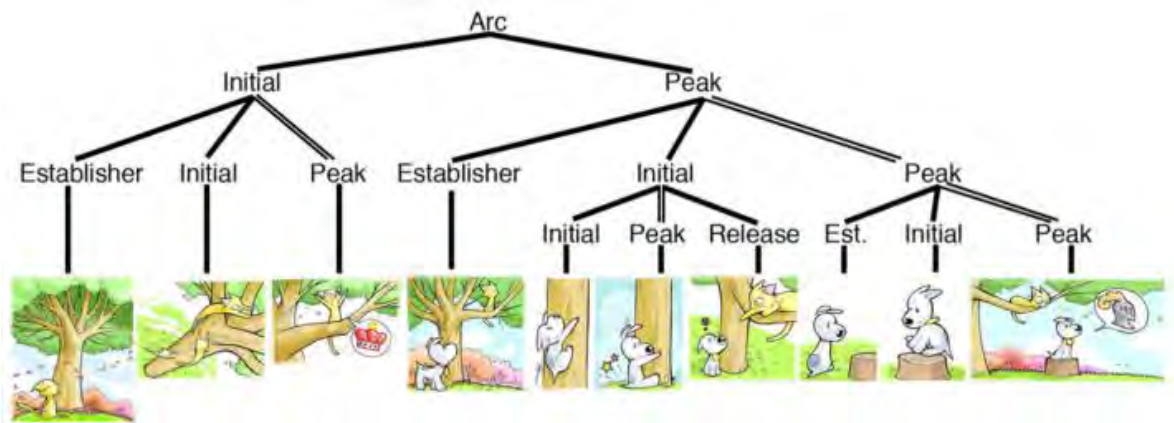 Arc
Initial Peak
Establisher Initial Peak Establisher Initial Peak
Initial Peak Release Est. Initial Peak